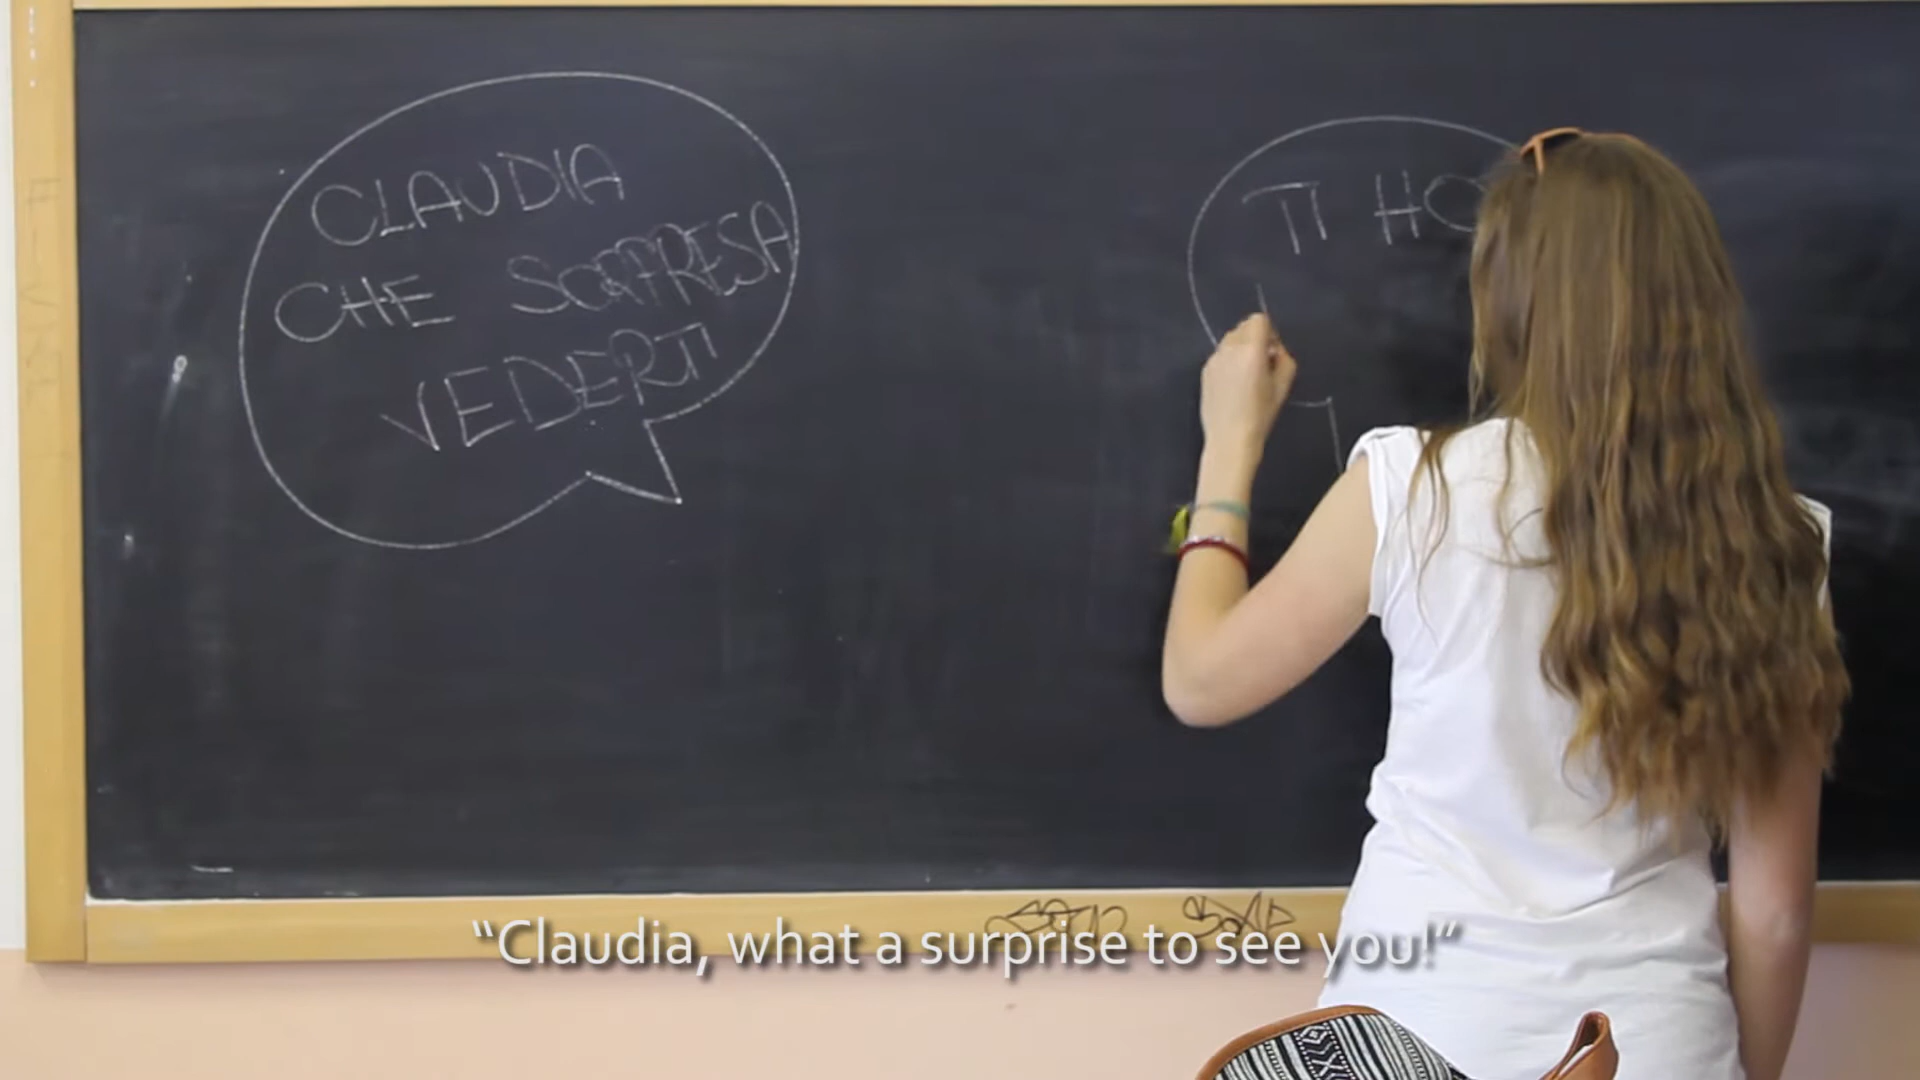 CLAUDIA
CHE SORPRESA
VEDERTI
TI HO
“Claudia, what a surprise to see you!”